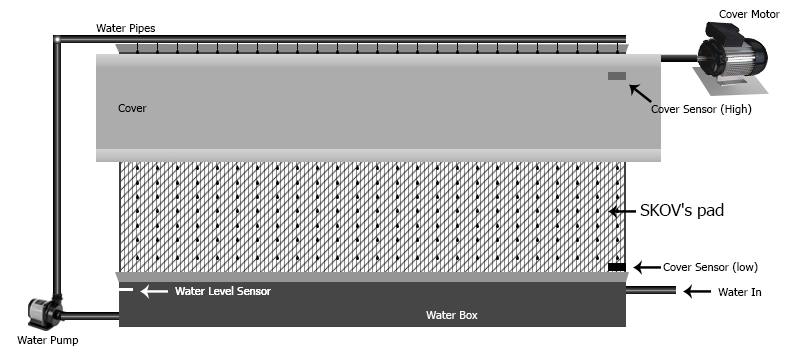 Cover Motor
Water Pipes
Cover
Cover Sensor (High)
SKOV's pad
Cover Sensor (low)
Water Level Sensor
Water In
Water Box
Water Pump